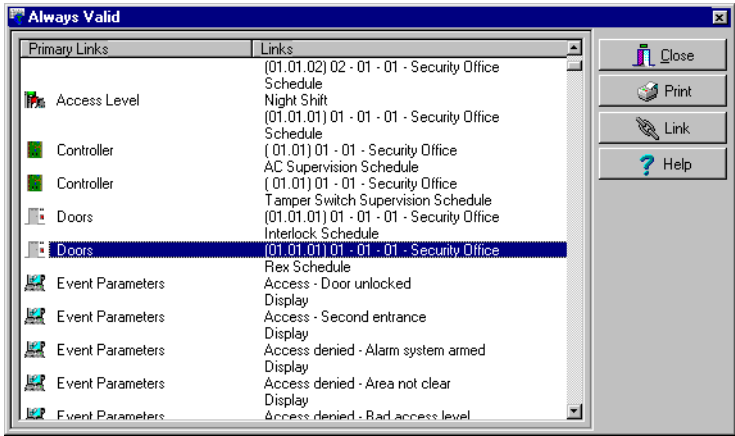 Always Valid
Primary Links Links
(01.01.02) 02 - 01 - 01 - Security Office
Schedule
Access Level Night Shift
(01.01.01) 01 - 01 - 01 - Security Office
Schedule
Controller ( 01.01) 01 - 01 - Security Office
AC Supervision Schedule
Controller ( 01.01) 01 - 01 - Security Office
Tamper Switch Supervision Schedule
Doors (01.01.01) 01 - 01 - 01 - Security Office
Interlock Schedule
Doors (01.01.01) 01 - 01 - 01 - Security Office
Rex Schedule
Event Parameters Access - Door unlocked
Display
Event Parameters Access - Second entrance
Display
Event Parameters Access denied - Alarm system armed
Display
Event Parameters Access denied - Area not clear
Display
Event Parameters Access denied - Bad access level
Close
Print
Link
Help